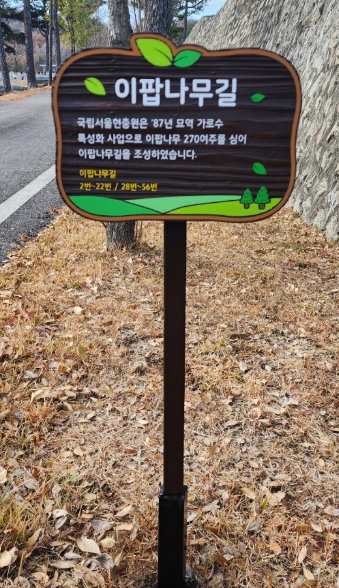 이팝나무길
국립서울현충원은 '87년 묘역 가로수
특성화 사업으로 이팝나무 270여주를 심어
이팝나무길을 조성하였습니다.
이팝나무길
2번~22번 / 28번~56번